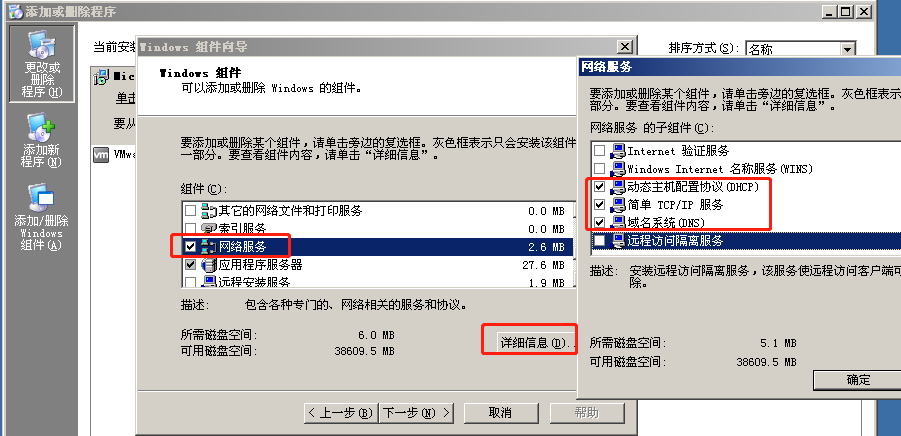 添加或删除程序
更改或
删除
程序(H)
添加新
程序(N)
添加/删除
Windows
组件(A)
当前安装
排序方式(S):
名称
Mic
单击
要从
vm VMwa
Windows 组件向导
Windows 组件
可以添加或删除 Windows 的组件。
要添加或删除某个组件，请单击旁边的复选框。灰色框表示只会安装该组件
一部分。要查看组件内容，请单击“详细信息”。
组件(C):
其它的网络文件和打印服务 0.0 MB
索引服务 0.0 MB
网络服务 2.6 MB
应用程序服务器 27.6 MB
远程安装服务 1.9 MB
描述: 包含各种专门的、网络相关的服务和协议。
所需磁盘空间: 6.0 MB
可用磁盘空间: 38609.5 MB
详细信息(D)..
< 上一步(B)
下一步(N) >
取消
帮助
网络服务
要添加或删除某个组件，请单击旁边的复选框。灰色框表示
部分。要查看组件内容，请单击“详细信息”。
网络服务 的子组件(C):
Internet 验证服务
Windows Internet 名称服务(WINS)
动态主机配置协议(DHCP)
简单 TCP/IP 服务
域名系统(DNS)
远程访问隔离服务
描述: 安装远程访问隔离服务，该服务使远程访问客户端可
除。
所需磁盘空间: 5.1 MB
可用磁盘空间: 38609.5 MB
确定